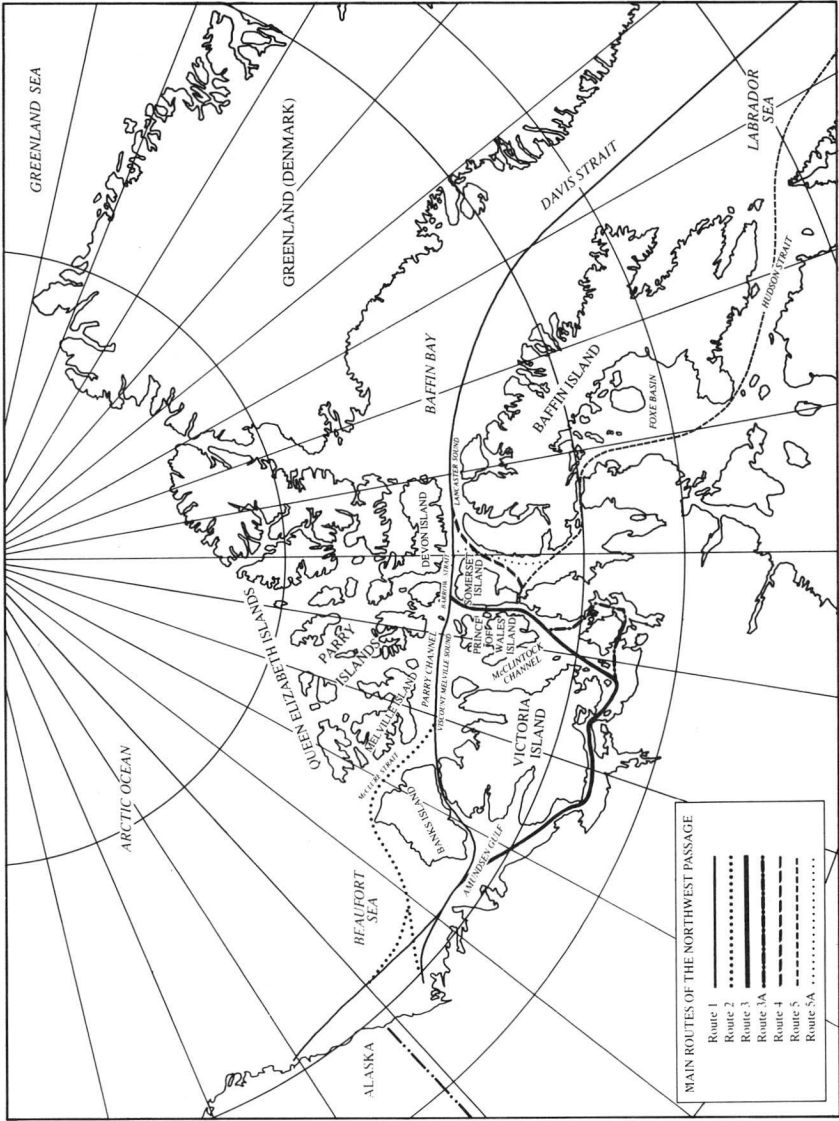 GREENLAND SEA
GREENLAND (DENMARK)
DAVIS STRAIT
LABRADOR
SEA
BAFFIN BAY
BAFFIN ISLAND
HUDSON STRAIT
FOXE BASIN
LANCASTER SOUND
DEVON ISLAND
BARROW STRAIT
SOMERSET
ISLAND
PRINCE
OF
WALES
ISLAND
McCLINTOCK
CHANNEL
QUEEN ELIZABETH ISLANDS
PARRY
ISLANDS
MELVILLE ISLAND
PARRY CHANNEL
VISCOUNT MELVILLE SOUND
VICTORIA
ISLAND
ARCTIC OCEAN
McCLURE STRAIT
BANKS ISLAND
AMUNDSEN GULF
BEAUFORT
SEA
ALASKA
MAIN ROUTES OF THE NORTHWEST PASSAGE
Route 1
Route 2
Route 3
Route 3A
Route 4
Route 5
Route 5A